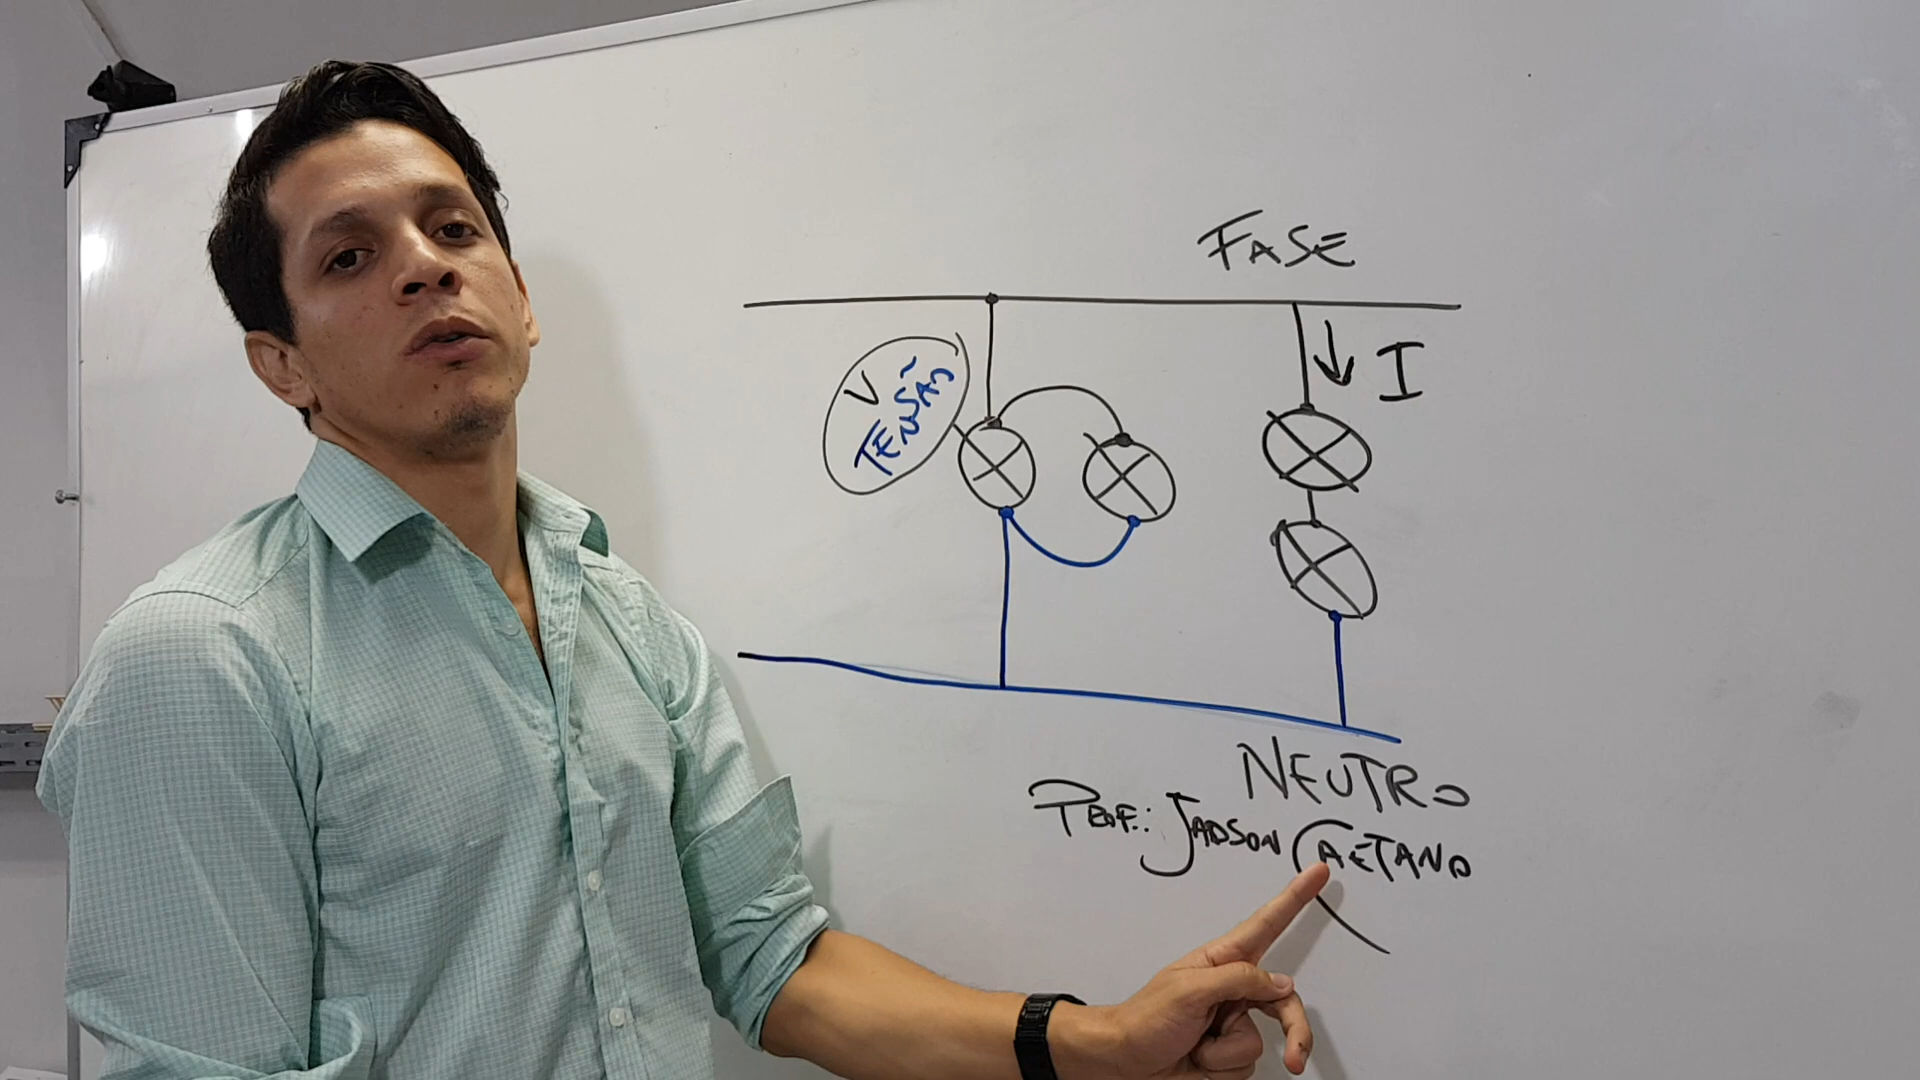 FASE
V
TENSÃO
I
NEUTRO
PROF.: JADSON CAETANO